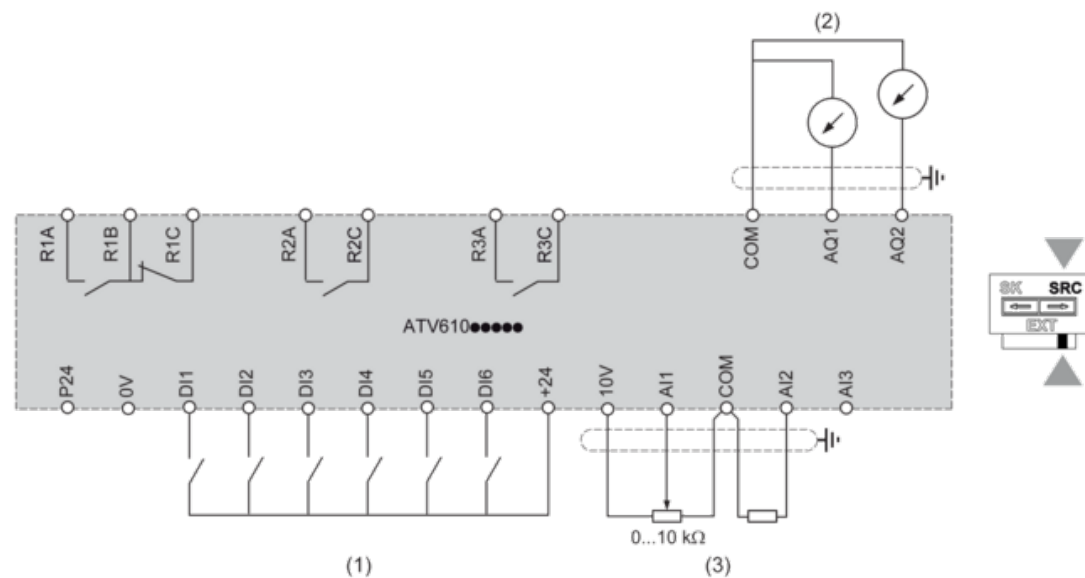 (2)
R1A R1B R1C R2A R2C R3A R3C COM AQ1 AQ2
SK SRC
EXT
ATV610●●●●●
P24 0V DI1 DI2 DI3 DI4 DI5 DI6 +24 10V AI1 COM AI2 AI3
0...10 kΩ
(1) (3)